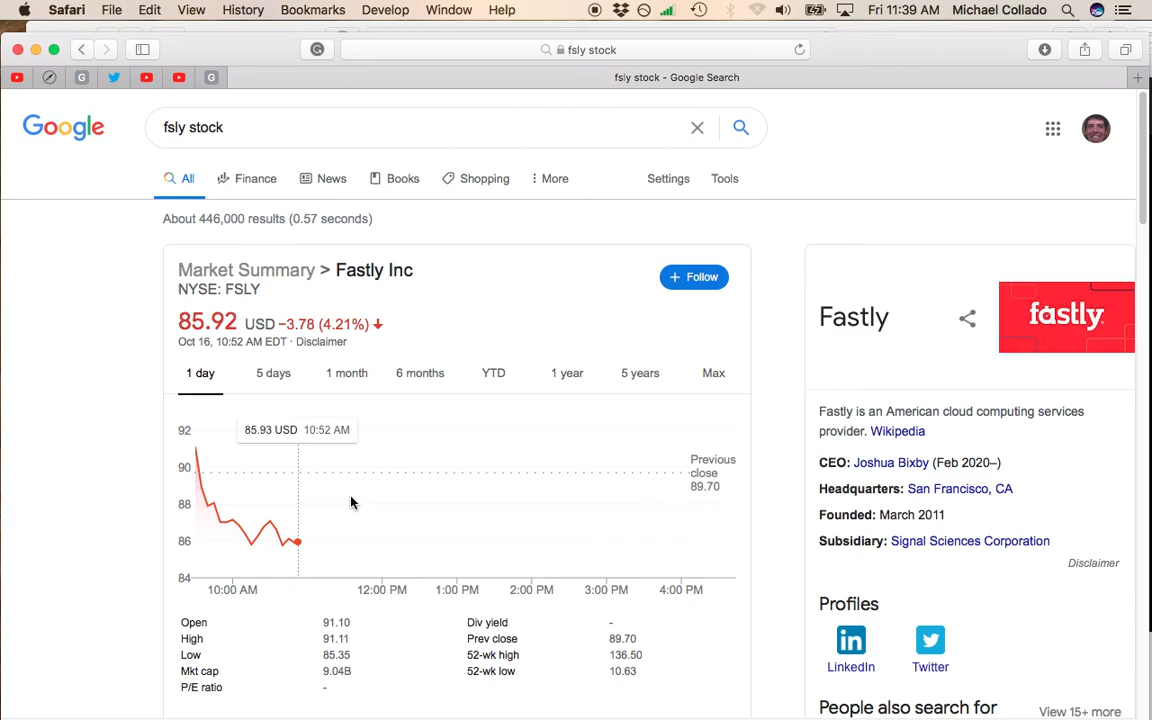 Safari File Edit View History Bookmarks Develop Window Help Fri 11:39 AM Michael Collado
fsly stock
fsly stock - Google Search
Google
fsly stock
All Finance News Books Shopping More Settings Tools
About 446,000 results (0.57 seconds)
Market Summary > Fastly Inc
NYSE: FSLY
+ Follow
85.92 USD −3.78 (4.21%)
Oct 16, 10:52 AM EDT · Disclaimer
1 day 5 days 1 month 6 months YTD 1 year 5 years Max
85.93 USD 10:52 AM
92
90
88
86
84
Previous
close
89.70
10:00 AM 12:00 PM 1:00 PM 2:00 PM 3:00 PM 4:00 PM
Open 91.10 Div yield -
High 91.11 Prev close 89.70
Low 85.35 52-wk high 136.50
Mkt cap 9.04B 52-wk low 10.63
P/E ratio -
Fastly
fastly
Fastly is an American cloud computing services
provider. Wikipedia
CEO: Joshua Bixby (Feb 2020–)
Headquarters: San Francisco, CA
Founded: March 2011
Subsidiary: Signal Sciences Corporation
Disclaimer
Profiles
LinkedIn Twitter
People also search for View 15+ more